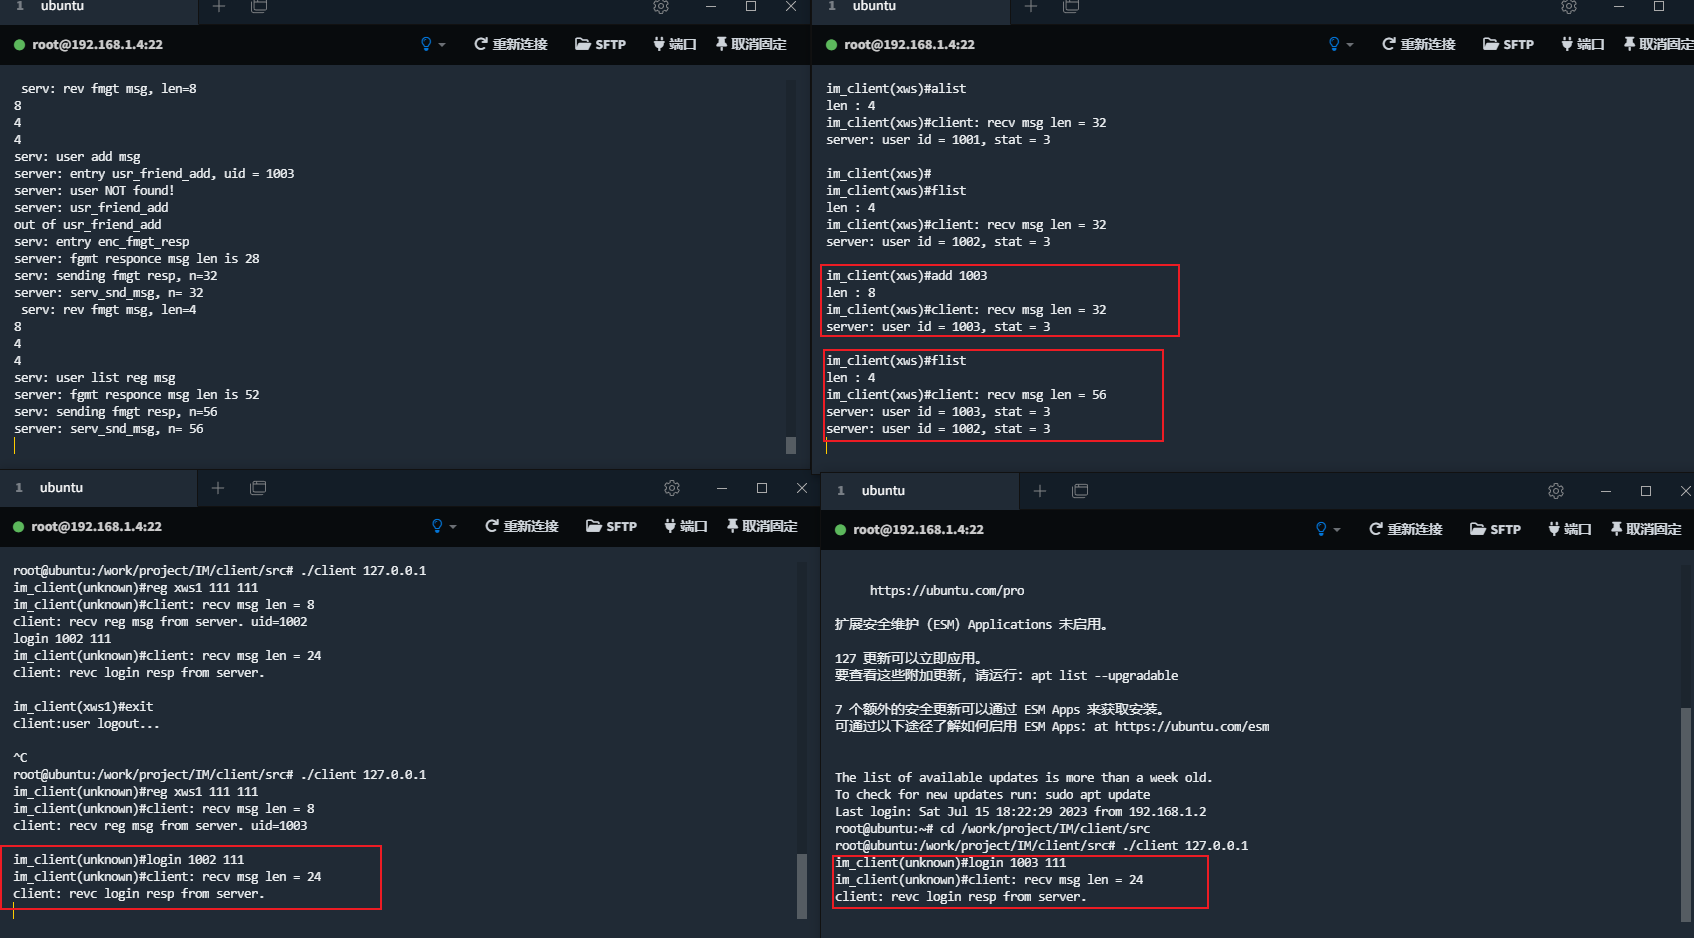 1 ubuntu
root@192.168.1.4:22
重新连接 SFTP 端口 取消固定
serv: rev fmgt msg, len=8
8
4
4
serv: user add msg
server: entry usr_friend_add, uid = 1003
server: user NOT found!
server: usr_friend_add
out of usr_friend_add
serv: entry enc_fmgt_resp
server: fgmt responce msg len is 28
serv: sending fmgt resp, n=32
server: serv_snd_msg, n= 32
serv: rev fmgt msg, len=4
8
4
4
serv: user list reg msg
server: fgmt responce msg len is 52
serv: sending fmgt resp, n=56
server: serv_snd_msg, n= 56
1 ubuntu
root@192.168.1.4:22
重新连接 SFTP 端口 取消固定
im_client(xws)#alist
len : 4
im_client(xws)#client: recv msg len = 32
server: user id = 1001, stat = 3
im_client(xws)#
im_client(xws)#flist
len : 4
im_client(xws)#client: recv msg len = 32
server: user id = 1002, stat = 3
im_client(xws)#add 1003
len : 8
im_client(xws)#client: recv msg len = 32
server: user id = 1003, stat = 3
im_client(xws)#flist
len : 4
im_client(xws)#client: recv msg len = 56
server: user id = 1003, stat = 3
server: user id = 1002, stat = 3
1 ubuntu
root@192.168.1.4:22
重新连接 SFTP 端口 取消固定
root@ubuntu:/work/project/IM/client/src# ./client 127.0.0.1
im_client(unknown)#reg xws1 111 111
im_client(unknown)#client: recv msg len = 8
client: recv reg msg from server. uid=1002
login 1002 111
im_client(unknown)#client: recv msg len = 24
client: revc login resp from server.
im_client(xws1)#exit
client:user logout...
^C
root@ubuntu:/work/project/IM/client/src# ./client 127.0.0.1
im_client(unknown)#reg xws1 111 111
im_client(unknown)#client: recv msg len = 8
client: recv reg msg from server. uid=1003
im_client(unknown)#login 1002 111
im_client(unknown)#client: recv msg len = 24
client: revc login resp from server.
1 ubuntu
root@192.168.1.4:22
重新连接 SFTP 端口 取消固定
https://ubuntu.com/pro
扩展安全维护（ESM）Applications 未启用。
127 更新可以立即应用。
要查看这些附加更新，请运行：apt list --upgradable
7 个额外的安全更新可以通过 ESM Apps 来获取安装。
可通过以下途径了解如何启用 ESM Apps：at https://ubuntu.com/esm
The list of available updates is more than a week old.
To check for new updates run: sudo apt update
Last login: Sat Jul 15 18:22:29 2023 from 192.168.1.2
root@ubuntu:~# cd /work/project/IM/client/src
root@ubuntu:/work/project/IM/client/src# ./client 127.0.0.1
im_client(unknown)#login 1003 111
im_client(unknown)#client: recv msg len = 24
client: revc login resp from server.